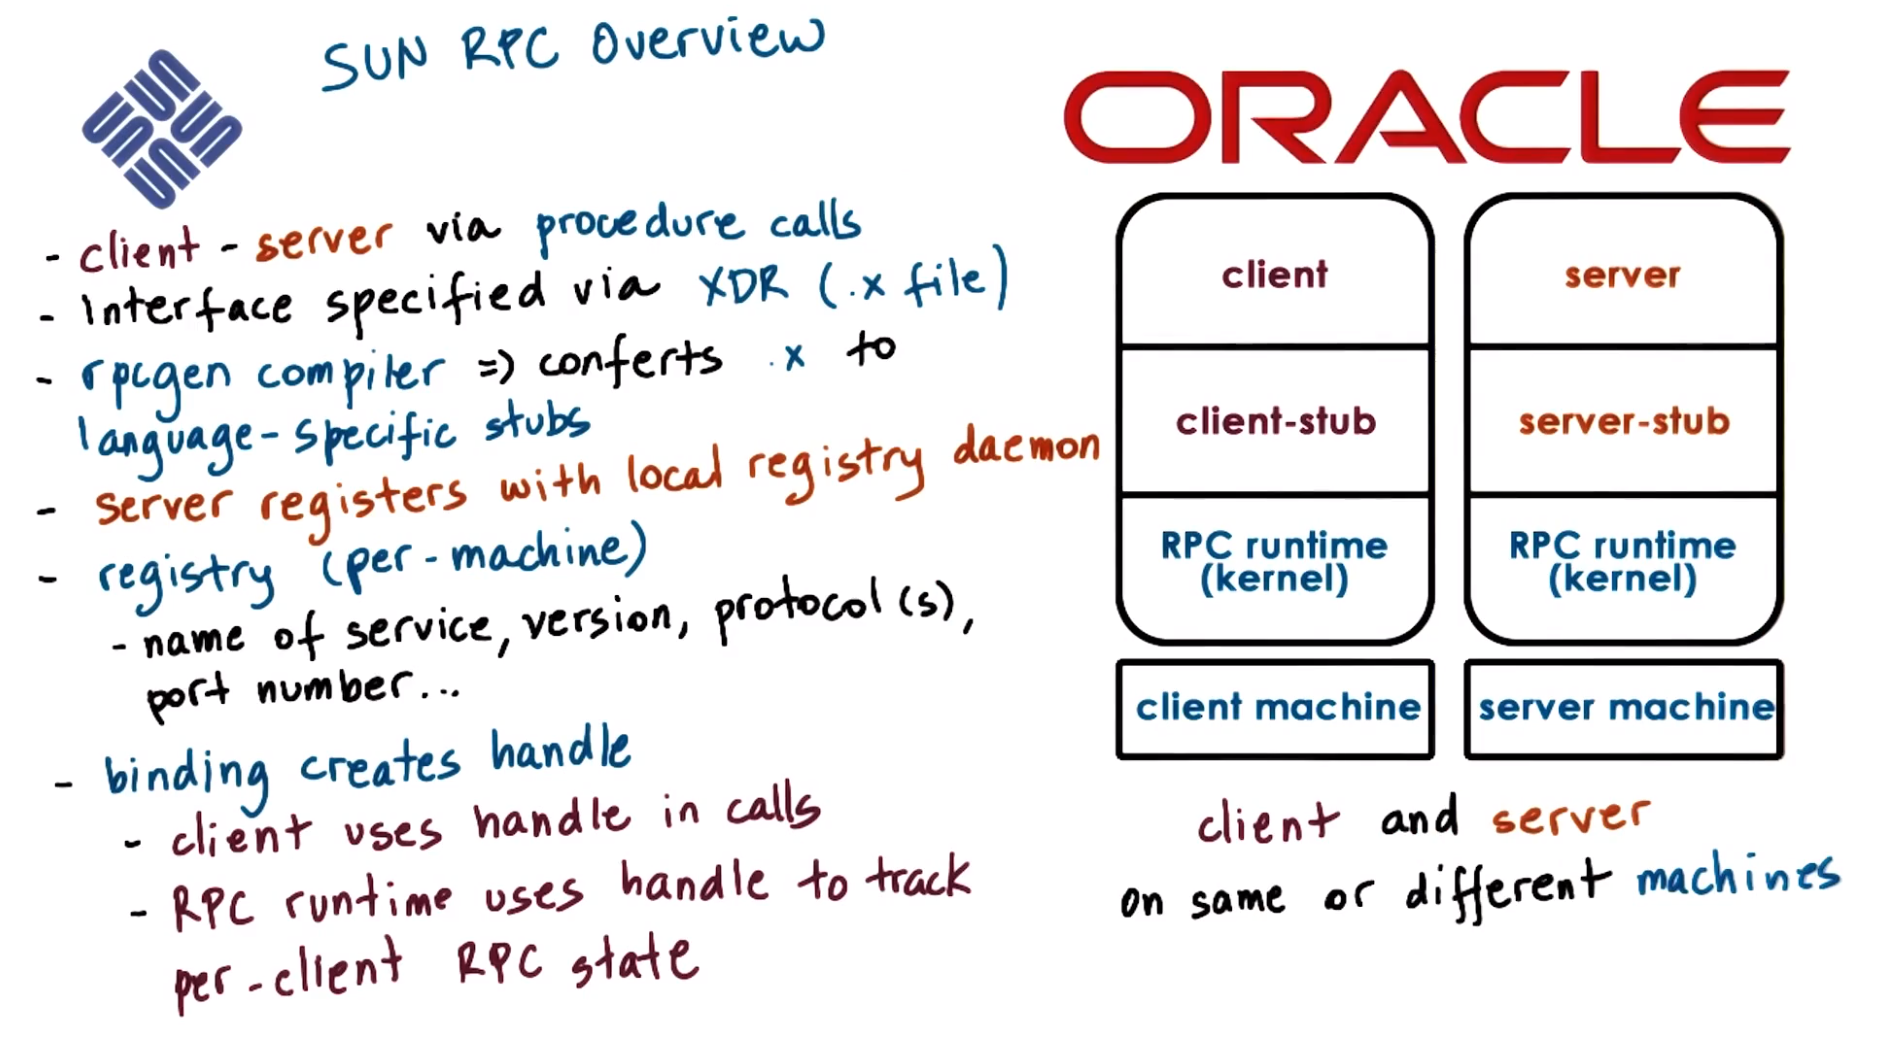 SUN RPC Overview
SUN SUN SUN SUN
ORACLE
- client - server via procedure calls
- Interface specified via XDR (.x file)
- rpcgen compiler => conferts .x to
language-specific stubs
- server registers with local registry daemon
- registry (per-machine)
- name of service, version, protocol(s),
port number...
- binding creates handle
- client uses handle in calls
- RPC runtime uses handle to track
per-client RPC state
client
client-stub
RPC runtime
(kernel)
client machine
server
server-stub
RPC runtime
(kernel)
server machine
client and server
on same or different machines